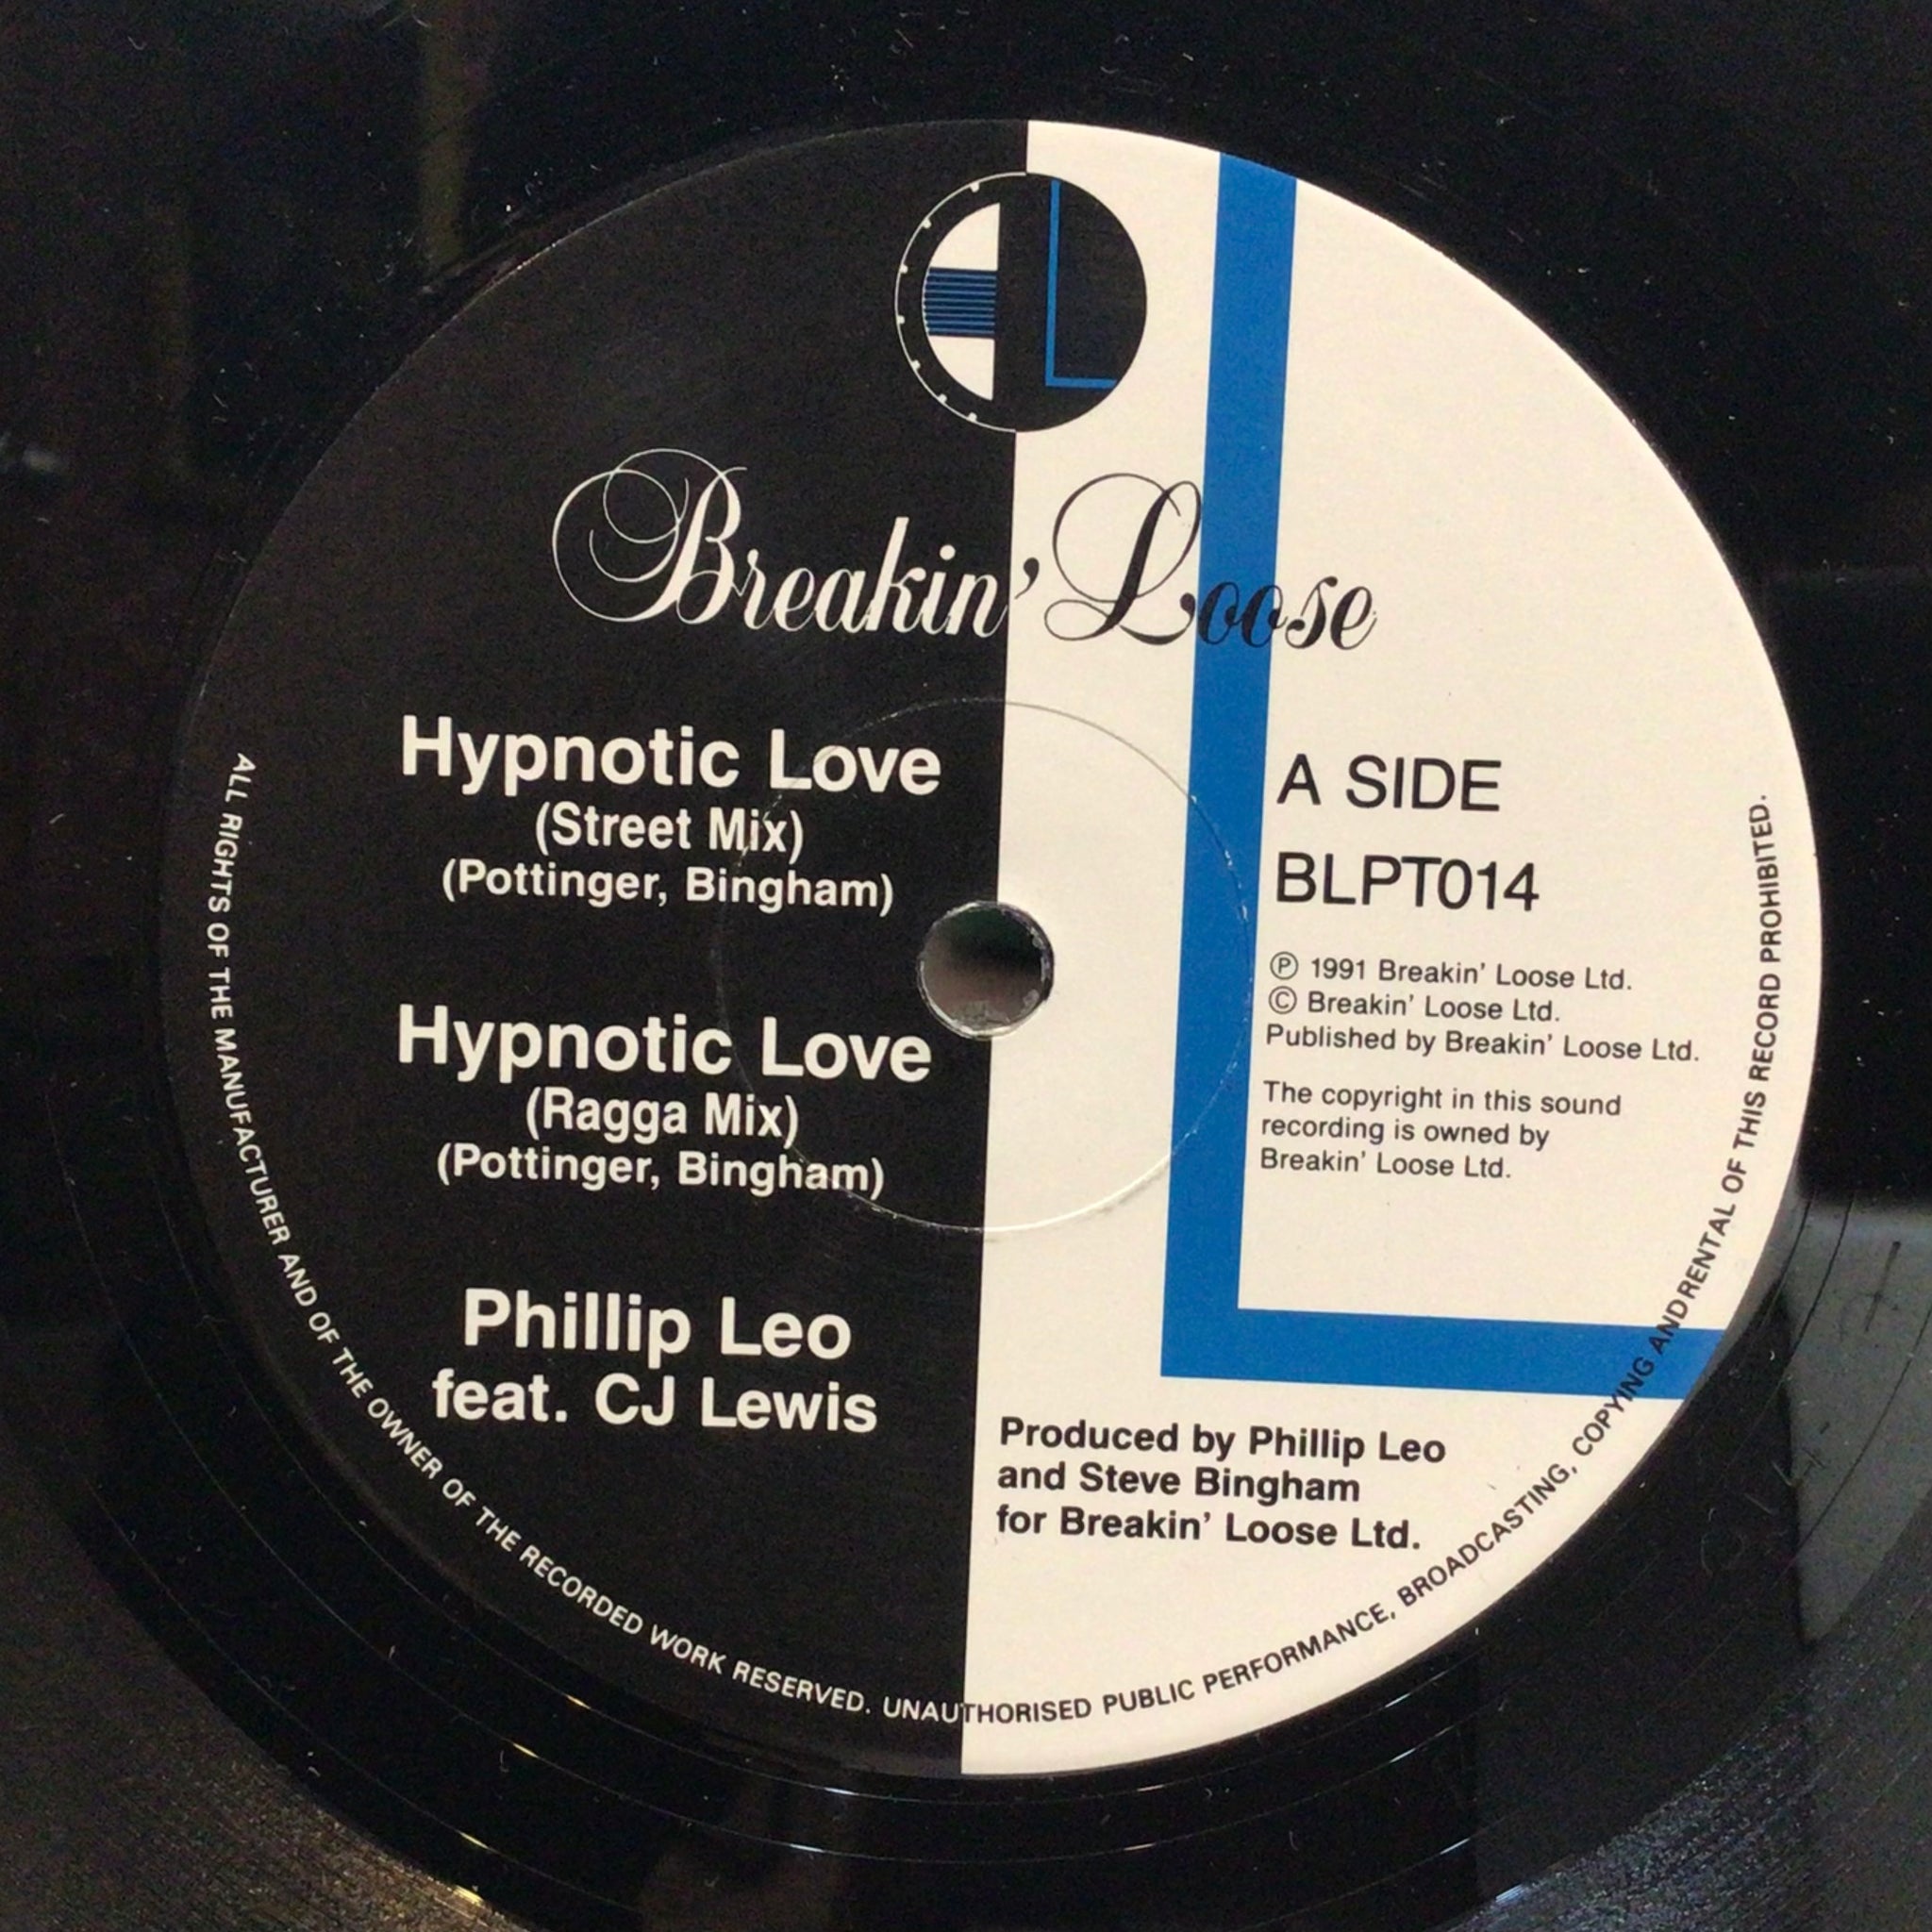 Breakin' Loose
Hypnotic Love
(Street Mix)
(Pottinger, Bingham)
Hypnotic Love
(Ragga Mix)
(Pottinger, Bingham)
Phillip Leo
feat. CJ Lewis
A SIDE
BLPT014
Ⓟ 1991 Breakin' Loose Ltd.
© Breakin' Loose Ltd.
Published by Breakin' Loose Ltd.
The copyright in this sound
recording is owned by
Breakin' Loose Ltd.
Produced by Phillip Leo
and Steve Bingham
for Breakin' Loose Ltd.
ALL RIGHTS OF THE MANUFACTURER AND OF THE OWNER OF THE RECORDED WORK RESERVED. UNAUTHORISED PUBLIC PERFORMANCE, BROADCASTING, COPYING ANDRENTAL OF THIS RECORD PROHIBITED.